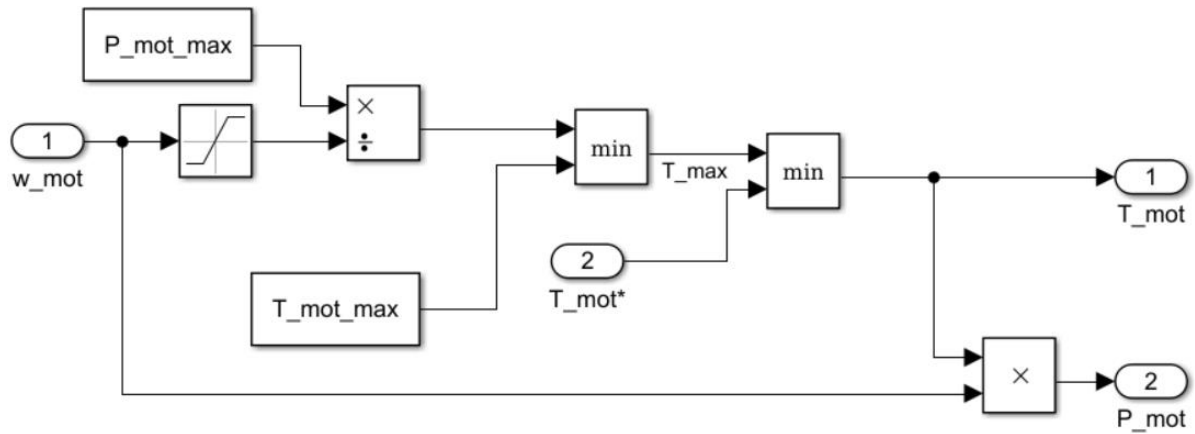 P_mot_max
1
w_mot
×
÷
min
T_max
min
1
T_mot
2
T_mot*
T_mot_max
×
2
P_mot